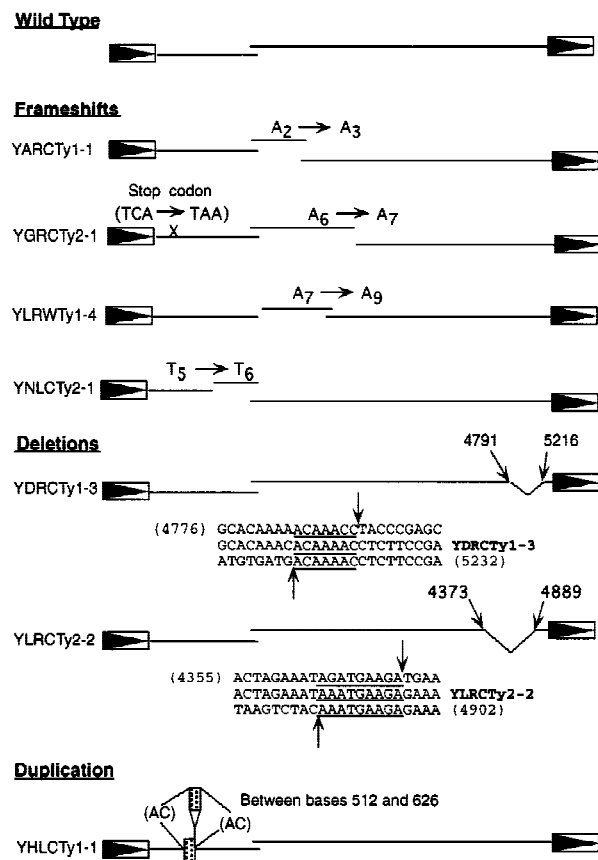 Wild Type
Frameshifts
YARCTy1-1
A2 → A3
Stop codon
(TCA → TAA)
X
A6 → A7
YGRCTy2-1
A7 → A9
YLRWTy1-4
T5 → T6
YNLCTy2-1
Deletions
4791 5216
YDRCTy1-3
(4776) GCACAAAAACAAACCTACCCGAGC
GCACAAACACAAAACCTCTTCCGA YDRCTy1-3
ATGTGATGACAAAACCTCTTCCGA (5232)
4373 4889
YLRCTy2-2
(4355) ACTAGAAATAGATGAAGATGAA
ACTAGAAATAAATGAAGAGAAA YLRCTy2-2
TAAGTCTACAAATGAAGAGAAA (4902)
Duplication
(AC) (AC) Between bases 512 and 626
YHLCTy1-1